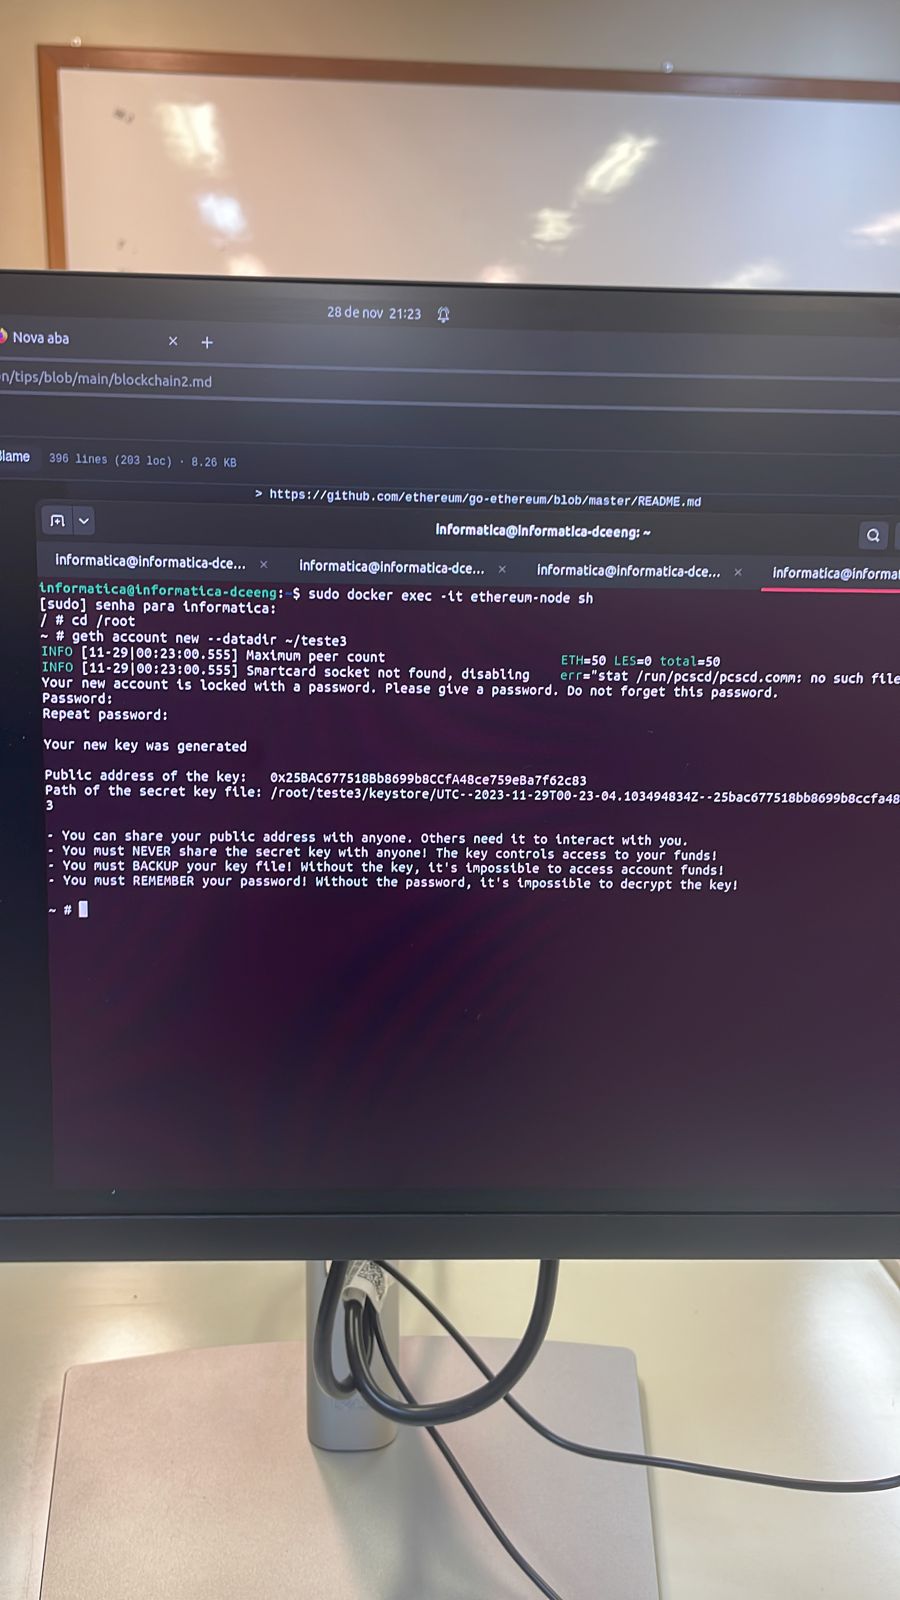 28 de nov 21:23
Nova aba
n/tips/blob/main/blockchain2.md
Blame 396 lines (203 loc) · 8.26 KB
> https://github.com/ethereum/go-ethereum/blob/master/README.md
informatica@informatica-dceeng: ~
informatica@informatica-dce... informatica@informatica-dce... informatica@informatica-dce... informatica@informat
informatica@informatica-dceeng:~$ sudo docker exec -it ethereum-node sh
[sudo] senha para informatica:
/ # cd /root
~ # geth account new --datadir ~/teste3
INFO [11-29|00:23:00.555] Maximum peer count ETH=50 LES=0 total=50
INFO [11-29|00:23:00.555] Smartcard socket not found, disabling err="stat /run/pcscd/pcscd.comm: no such file
Your new account is locked with a password. Please give a password. Do not forget this password.
Password:
Repeat password:
Your new key was generated
Public address of the key: 0x25BAC677518Bb8699b8CCfA48ce759eBa7f62c83
Path of the secret key file: /root/teste3/keystore/UTC--2023-11-29T00-23-04.103494834Z--25bac677518bb8699b8ccfa48
3
- You can share your public address with anyone. Others need it to interact with you.
- You must NEVER share the secret key with anyone! The key controls access to your funds!
- You must BACKUP your key file! Without the key, it's impossible to access account funds!
- You must REMEMBER your password! Without the password, it's impossible to decrypt the key!
~ #